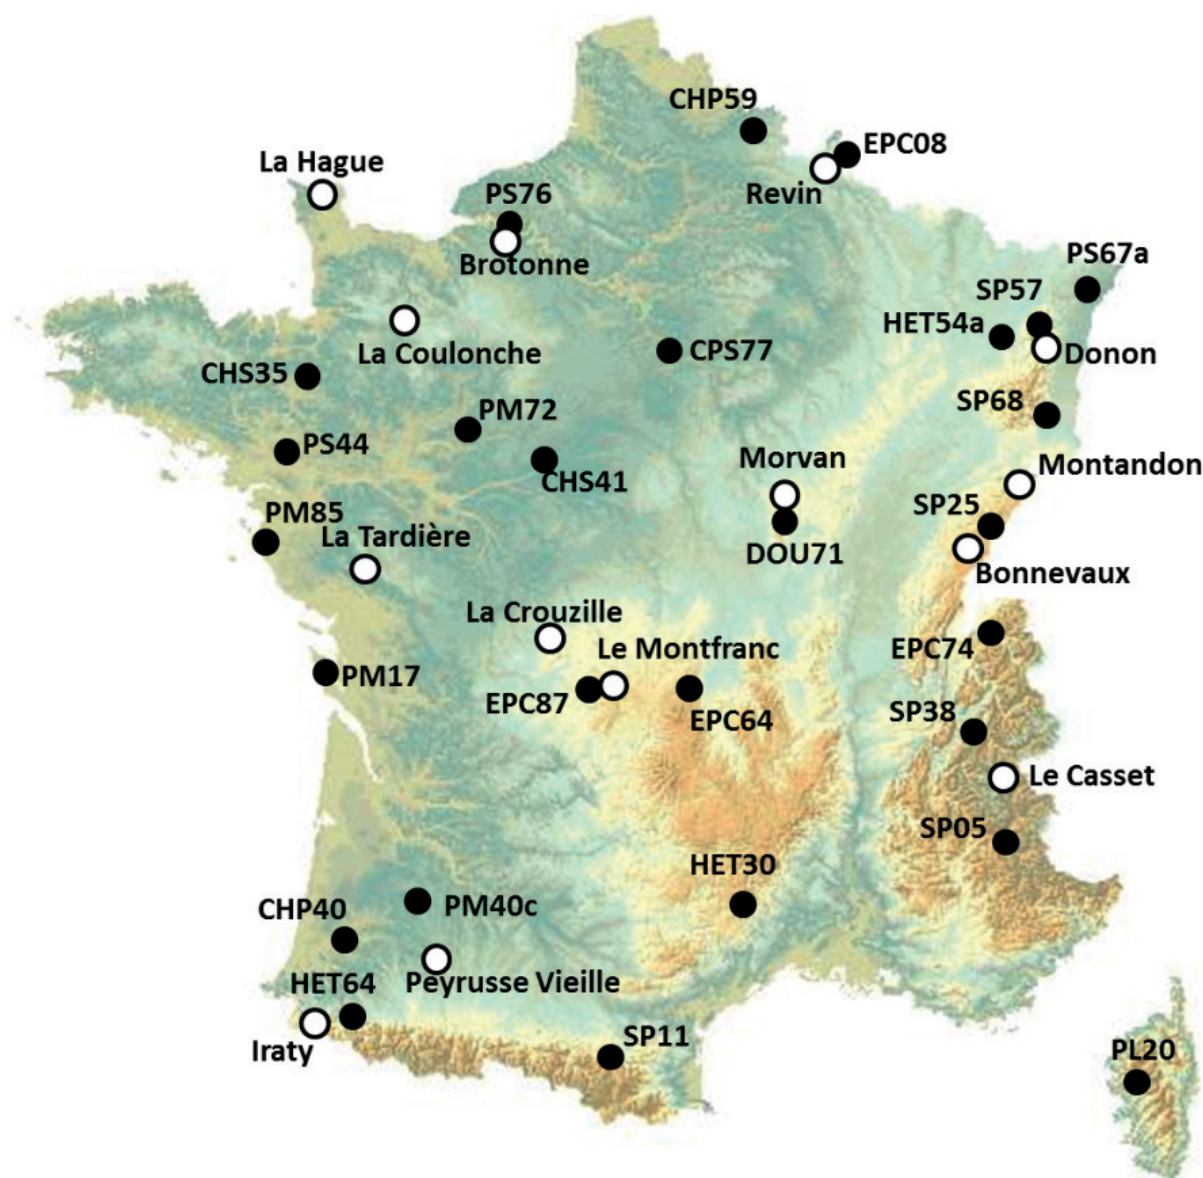 CHP59
EPC08
La Hague
Revin
PS76
Brotonne
PS67a
SP57
HET54a
Donon
La Coulonche
CPS77
CHS35
SP68
PM72
PS44
Morvan
Montandon
CHS41
PM85
SP25
La Tardière
DOU71
Bonnevaux
La Crouzille
Le Montfranc
EPC74
PM17
EPC87
EPC64
SP38
Le Casset
SP05
HET30
CHP40
PM40c
HET64
Peyrusse Vieille
Iraty
SP11
PL20